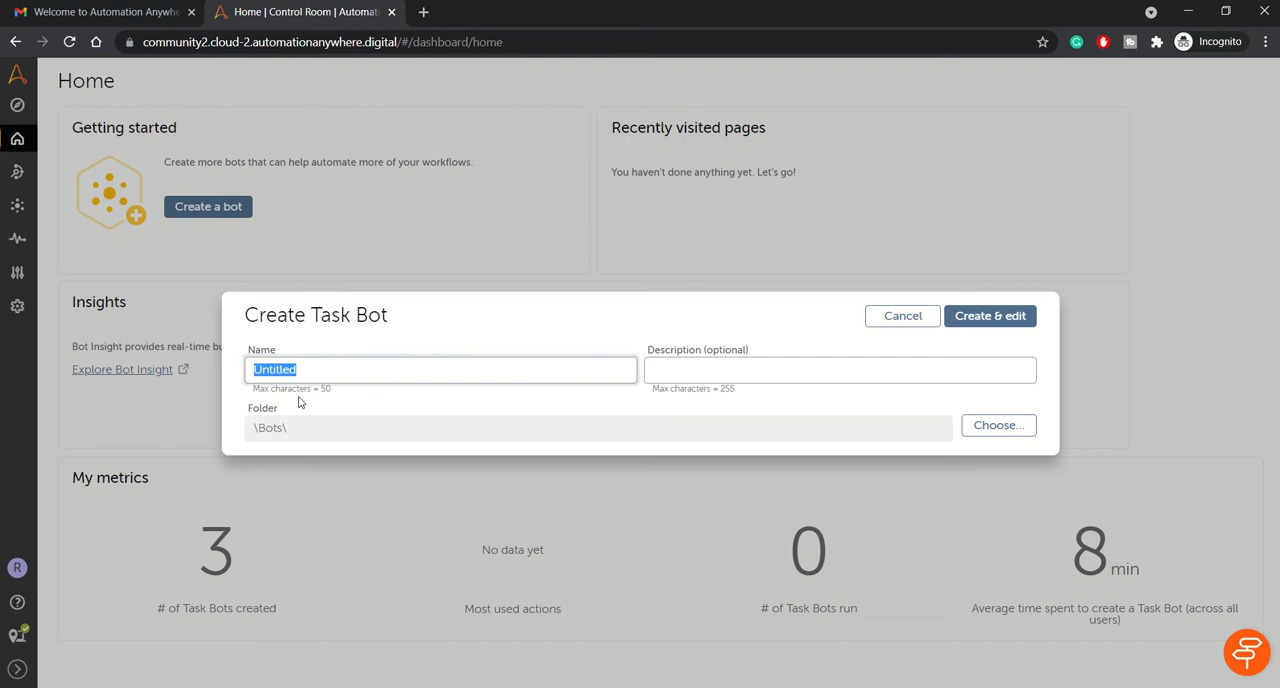 Welcome to Automation Anywhe
Home | Control Room | Automati
community2.cloud-2.automationanywhere.digital/#/dashboard/home
Incognito
Home
Getting started
Create more bots that can help automate more of your workflows.
Create a bot
Recently visited pages
You haven't done anything yet. Let's go!
Insights
Bot Insight provides real-time bu
Explore Bot Insight
Create Task Bot
Cancel
Create & edit
Name
Untitled
Max characters = 50
Description (optional)
Max characters = 255
Folder
\Bots\
Choose...
My metrics
3
# of Task Bots created
No data yet
Most used actions
0
# of Task Bots run
8 min
Average time spent to create a Task Bot (across all
users)
R